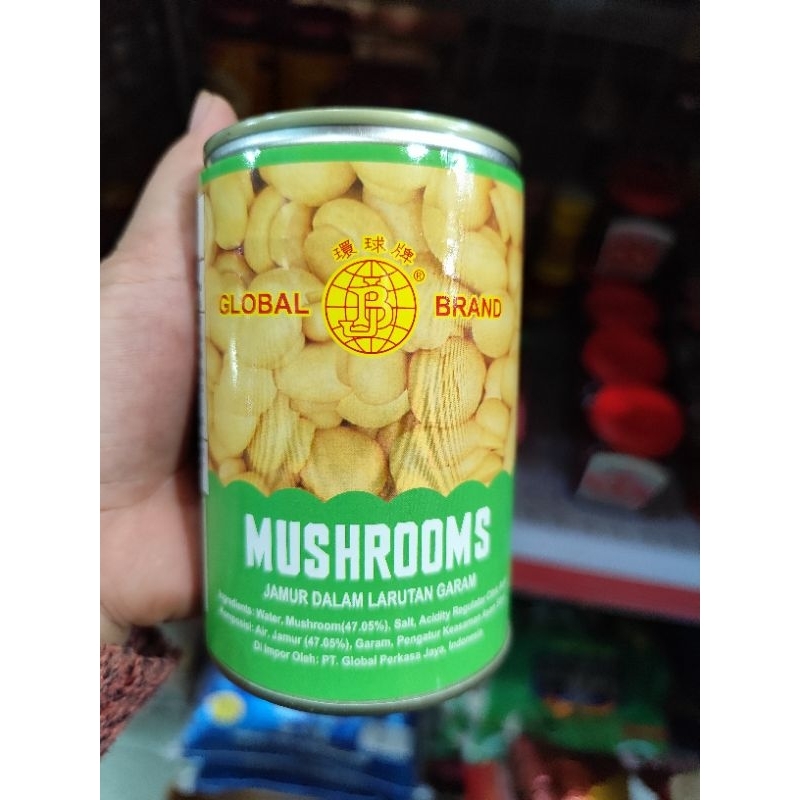 環球牌
GLOBAL BRAND
JB
®
MUSHROOMS
JAMUR DALAM LARUTAN GARAM
Ingredients: Water, Mushroom(47.05%), Salt, Acidity Regulator
Komposisi: Air, Jamur (47.05%), Garam, Pengatur Keasaman
Di Impor Oleh: PT. Global Perkasa Jaya, Indonesia